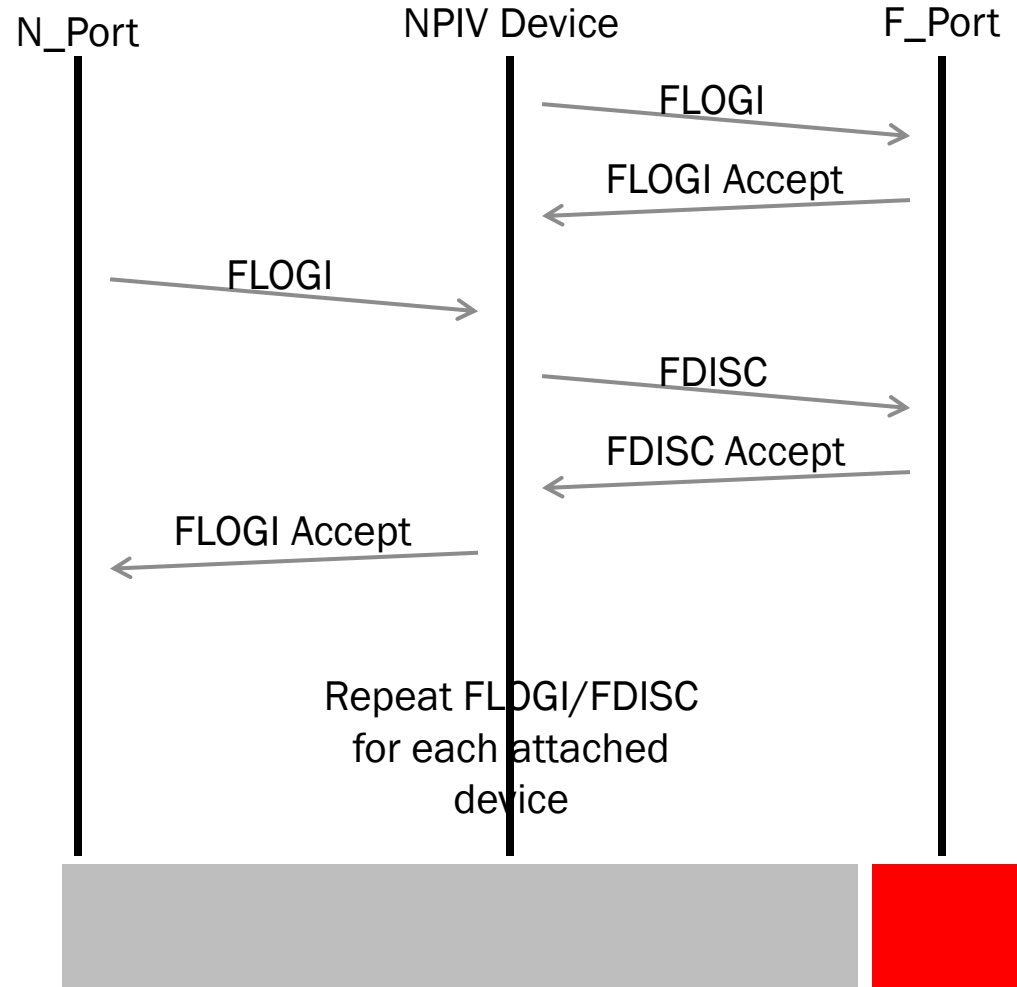 N_Port
NPIV Device
F_Port
FLOGI
FLOGI Accept
FLOGI
FDISC
FDISC Accept
FLOGI Accept
Repeat FLOGI/FDISC
for each attached
device